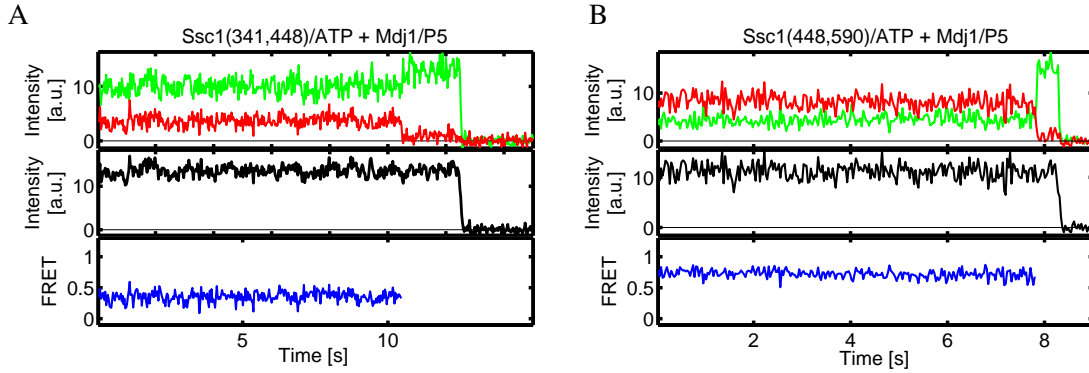 A
Ssc1(341,448)/ATP + Mdj1/P5
Intensity
[a.u.]
10
0
Intensity
[a.u.]
10
0
FRET
1
0.5
0
5
10
Time [s]
B
Ssc1(448,590)/ATP + Mdj1/P5
Intensity
[a.u.]
10
0
Intensity
[a.u.]
10
0
FRET
1
0.5
0
2
4
6
8
Time [s]